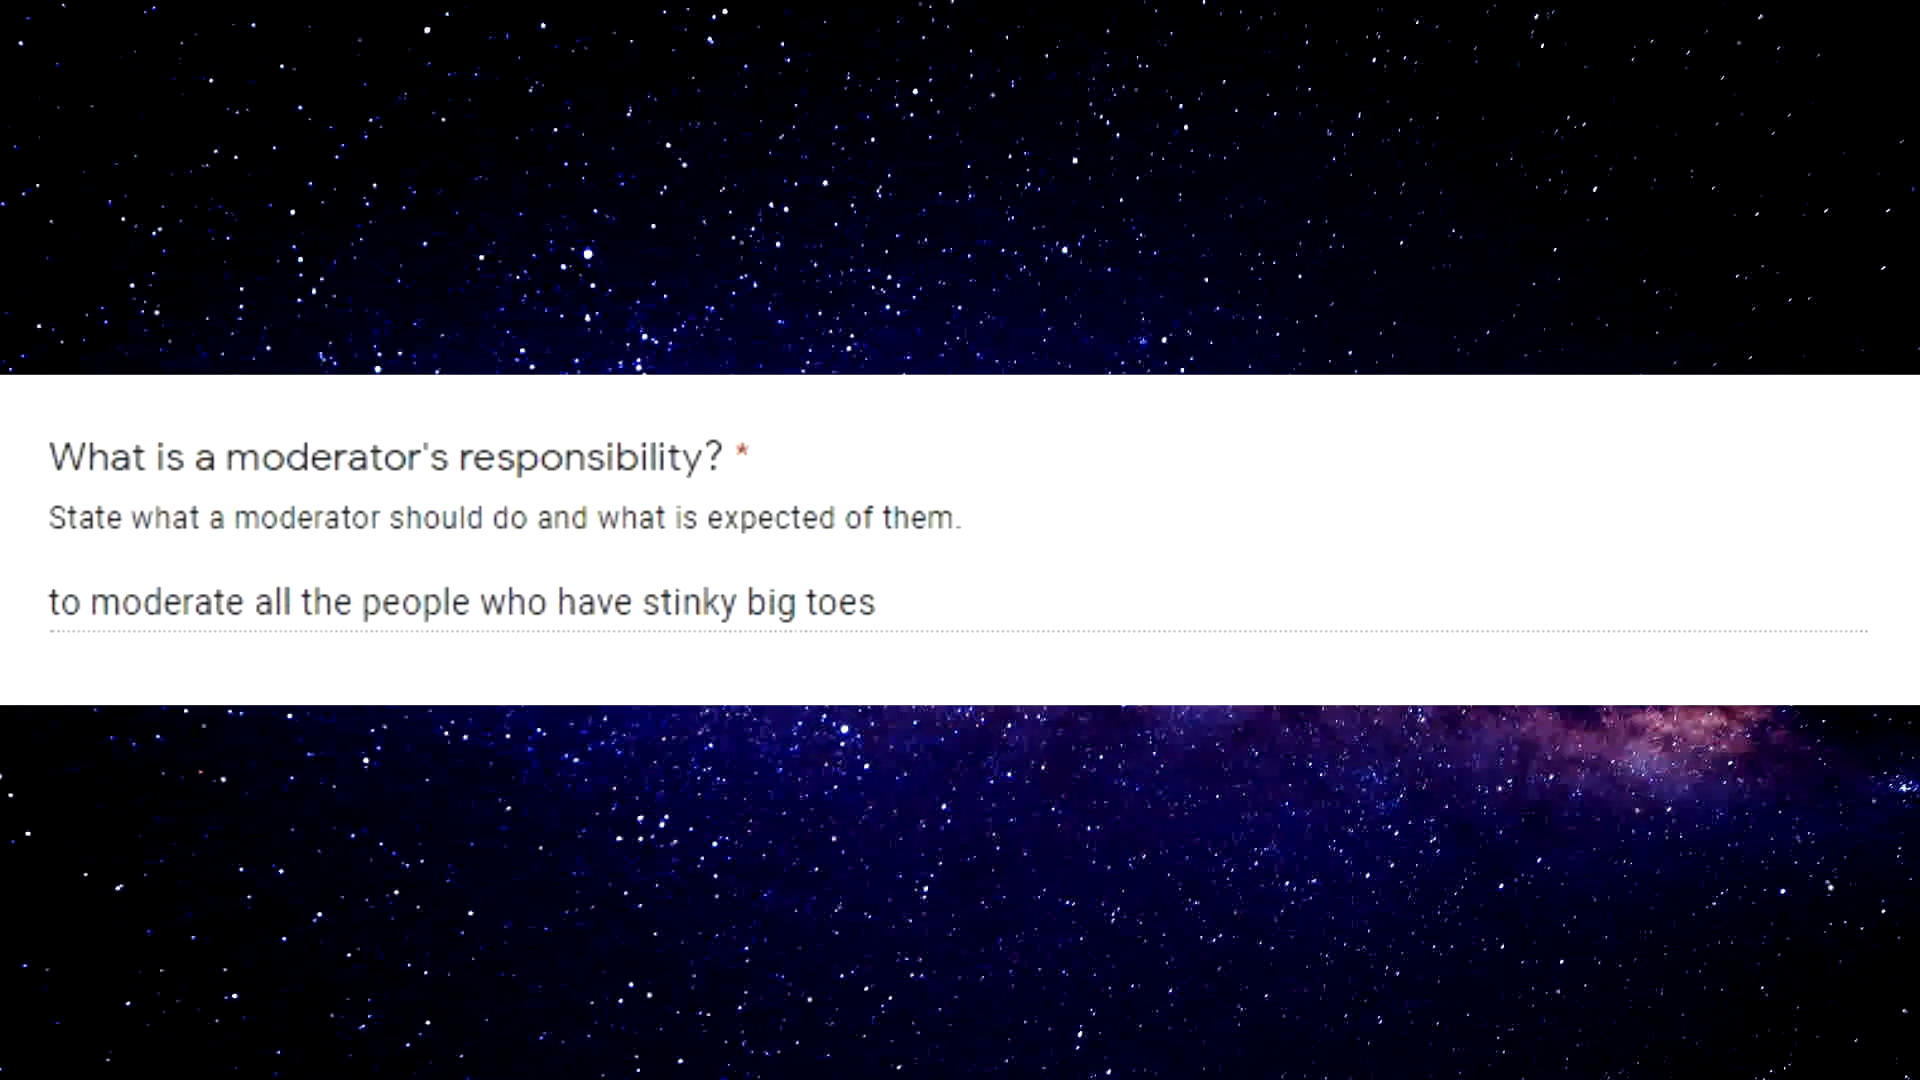 What is a moderator's responsibility? *
State what a moderator should do and what is expected of them.
to moderate all the people who have stinky big toes